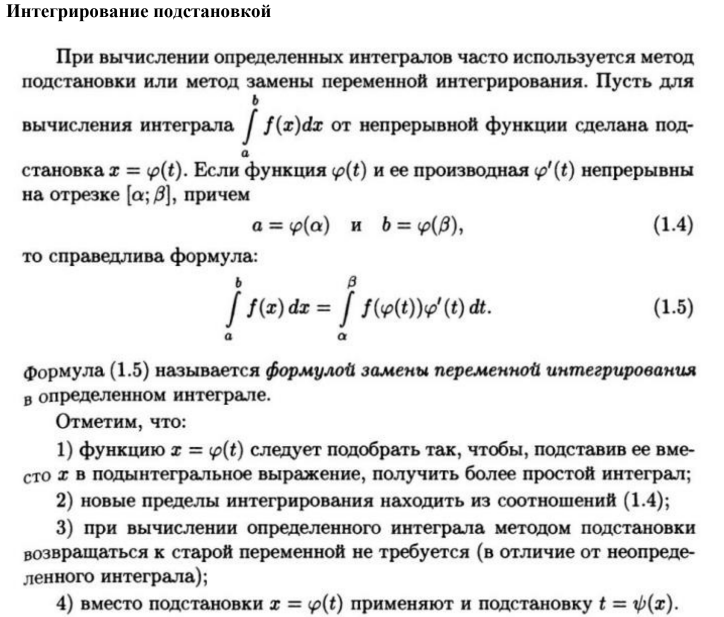 Интегрирование подстановкой
При вычислении определенных интегралов часто используется метод
подстановки или метод замены переменной интегрирования. Пусть для
вычисления интеграла ∫_a^b f(x)dx от непрерывной функции сделана под-
становка x = φ(t). Если функция φ(t) и ее производная φ′(t) непрерывны
на отрезке [α; β], причем
a = φ(α) и b = φ(β), (1.4)
то справедлива формула:
∫_a^b f(x) dx = ∫_α^β f(φ(t))φ′(t) dt. (1.5)
Формула (1.5) называется формулой замены переменной интегрирования
в определенном интеграле.
Отметим, что:
1) функцию x = φ(t) следует подобрать так, чтобы, подставив ее вме-
сто x в подынтегральное выражение, получить более простой интеграл;
2) новые пределы интегрирования находить из соотношений (1.4);
3) при вычислении определенного интеграла методом подстановки
возвращаться к старой переменной не требуется (в отличие от неопреде-
ленного интеграла);
4) вместо подстановки x = φ(t) применяют и подстановку t = ψ(x).